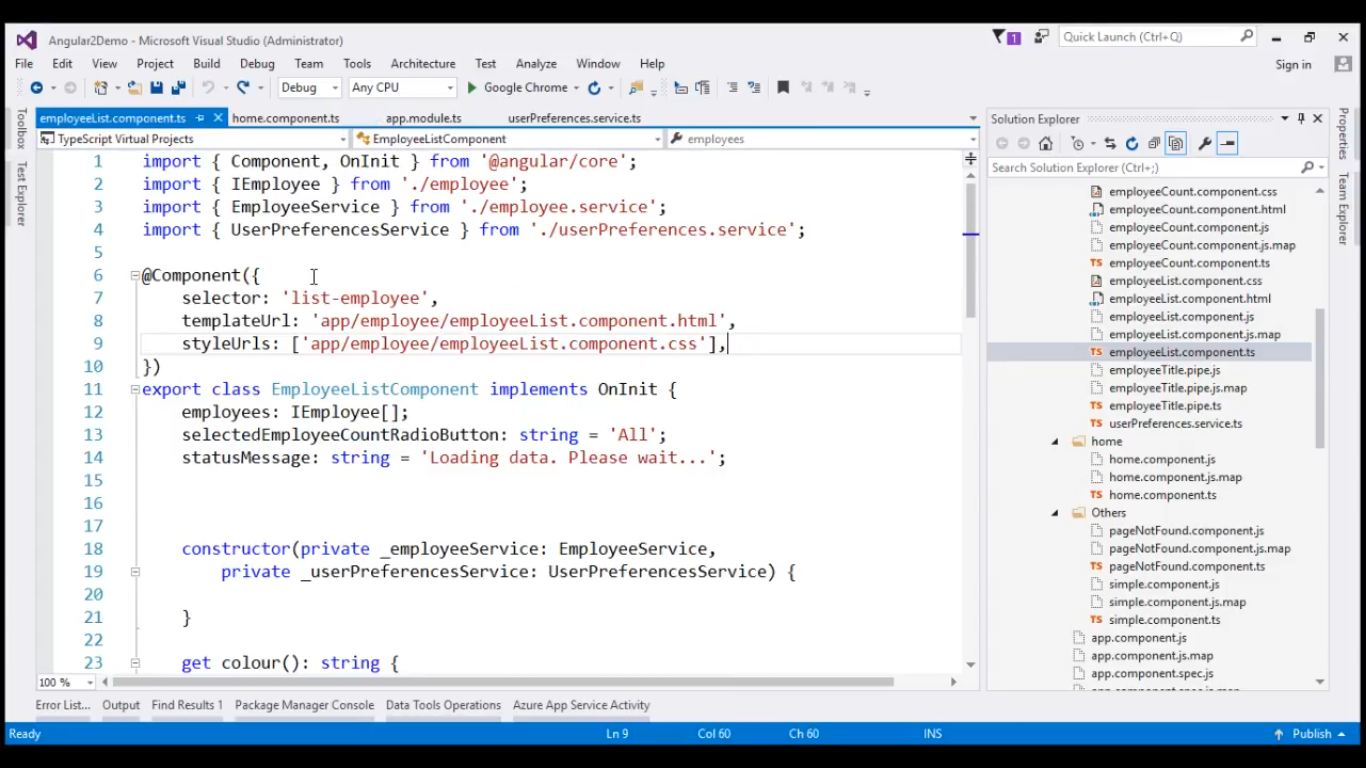 Angular2Demo - Microsoft Visual Studio (Administrator)
1
Quick Launch (Ctrl+Q)
File Edit View Project Build Debug Team Tools Architecture Test Analyze Window Help
Sign in
Debug Any CPU Google Chrome
Toolbox
Test Explorer
employeeList.component.ts home.component.ts app.module.ts userPreferences.service.ts
TypeScript Virtual Projects EmployeeListComponent employees
1 import { Component, OnInit } from '@angular/core';
2 import { IEmployee } from './employee';
3 import { EmployeeService } from './employee.service';
4 import { UserPreferencesService } from './userPreferences.service';
5
6 @Component({
7 selector: 'list-employee',
8 templateUrl: 'app/employee/employeeList.component.html',
9 styleUrls: ['app/employee/employeeList.component.css'],
10 })
11 export class EmployeeListComponent implements OnInit {
12 employees: IEmployee[];
13 selectedEmployeeCountRadioButton: string = 'All';
14 statusMessage: string = 'Loading data. Please wait...';
15
16
17
18 constructor(private _employeeService: EmployeeService,
19 private _userPreferencesService: UserPreferencesService) {
20
21 }
22
23 get colour(): string {
100 %
Solution Explorer
Search Solution Explorer (Ctrl+;)
employeeCount.component.css
employeeCount.component.html
employeeCount.component.js
employeeCount.component.js.map
TS employeeCount.component.ts
employeeList.component.css
employeeList.component.html
employeeList.component.js
employeeList.component.js.map
TS employeeList.component.ts
employeeTitle.pipe.js
employeeTitle.pipe.js.map
TS employeeTitle.pipe.ts
TS userPreferences.service.ts
home
home.component.js
home.component.js.map
TS home.component.ts
Others
pageNotFound.component.js
pageNotFound.component.js.map
TS pageNotFound.component.ts
simple.component.js
simple.component.js.map
TS simple.component.ts
app.component.js
app.component.js.map
app.component.spec.js
Properties
Team Explorer
Error List... Output Find Results 1 Package Manager Console Data Tools Operations Azure App Service Activity
Ready Ln 9 Col 60 Ch 60 INS Publish